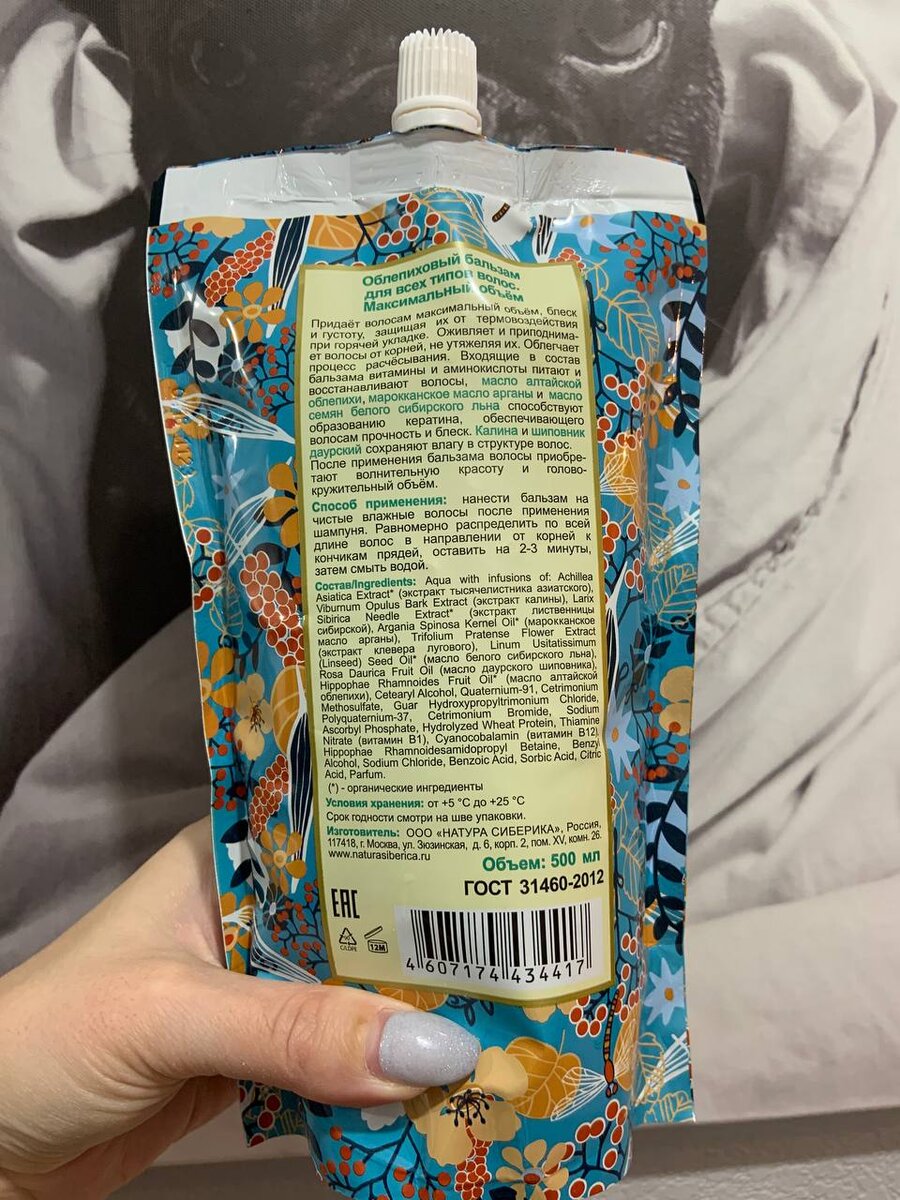 Облепиховый бальзам
для всех типов волос.
Максимальный объём
Придаёт волосам максимальный объём, блеск
и густоту, защищая их от термовоздействия
при горячей укладке. Оживляет и приподнима-
ет волосы от корней, не утяжеляя их. Облегчает
процесс расчёсывания. Входящие в состав
бальзама витамины и аминокислоты питают и
восстанавливают волосы, масло алтайской
облепихи, марокканское масло арганы и масло
семян белого сибирского льна способствуют
образованию кератина, обеспечивающего
волосам прочность и блеск. Калина и шиповник
даурский сохраняют влагу в структуре волос.
После применения бальзама волосы приобре-
тают волнительную красоту и голово-
кружительный объём.
Способ применения: нанести бальзам на
чистые влажные волосы после применения
шампуня. Равномерно распределить по всей
длине волос в направлении от корней к
кончикам прядей, оставить на 2-3 минуты,
затем смыть водой.
Состав/Ingredients: Aqua with infusions of: Achillea
Asiatica Extract* (экстракт тысячелистника азиатского),
Viburnum Opulus Bark Extract (экстракт калины), Larix
Sibirica Needle Extract* (экстракт лиственницы
сибирской), Argania Spinosa Kernel Oil* (марокканское
масло арганы), Trifolium Pratense Flower Extract
(экстракт клевера лугового), Linum Usitatissimum
(Linseed) Seed Oil* (масло белого сибирского льна),
Rosa Daurica Fruit Oil (масло даурского шиповника),
Hippophae Rhamnoides Fruit Oil* (масло алтайской
облепихи), Cetearyl Alcohol, Quaternium-91, Cetrimonium
Methosulfate, Guar Hydroxypropyltrimonium Chloride,
Polyquaternium-37, Cetrimonium Bromide, Sodium
Ascorbyl Phosphate, Hydrolyzed Wheat Protein, Thiamine
Nitrate (витамин B1), Cyanocobalamin (витамин B12),
Hippophae Rhamnoidesamidopropyl Betaine, Benzyl
Alcohol, Sodium Chloride, Benzoic Acid, Sorbic Acid, Citric
Acid, Parfum.
(*) - органические ингредиенты
Условия хранения: от +5 °C до +25 °C
Срок годности смотри на шве упаковки.
Изготовитель: ООО «НАТУРА СИБЕРИКА», Россия,
117418, г. Москва, ул. Зюзинская, д. 6, корп. 2, пом. XV, комн. 26.
www.naturasiberica.ru
Объем: 500 мл
ГОСТ 31460-2012
EAC
C/LDPE
12M
4 607174 434417